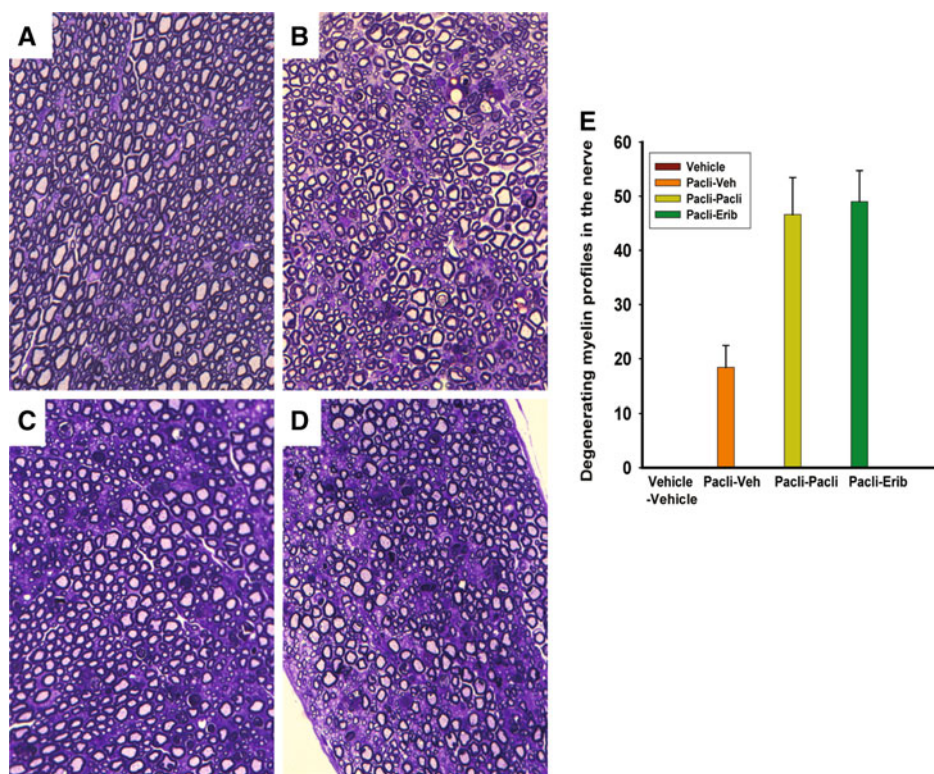 A
B
C
D
E
Degenerating myelin profiles in the nerve
60
50
40
30
20
10
0
Vehicle
Pacli-Veh
Pacli-Pacli
Pacli-Erib
Vehicle
-Vehicle
Pacli-Veh
Pacli-Pacli
Pacli-Erib